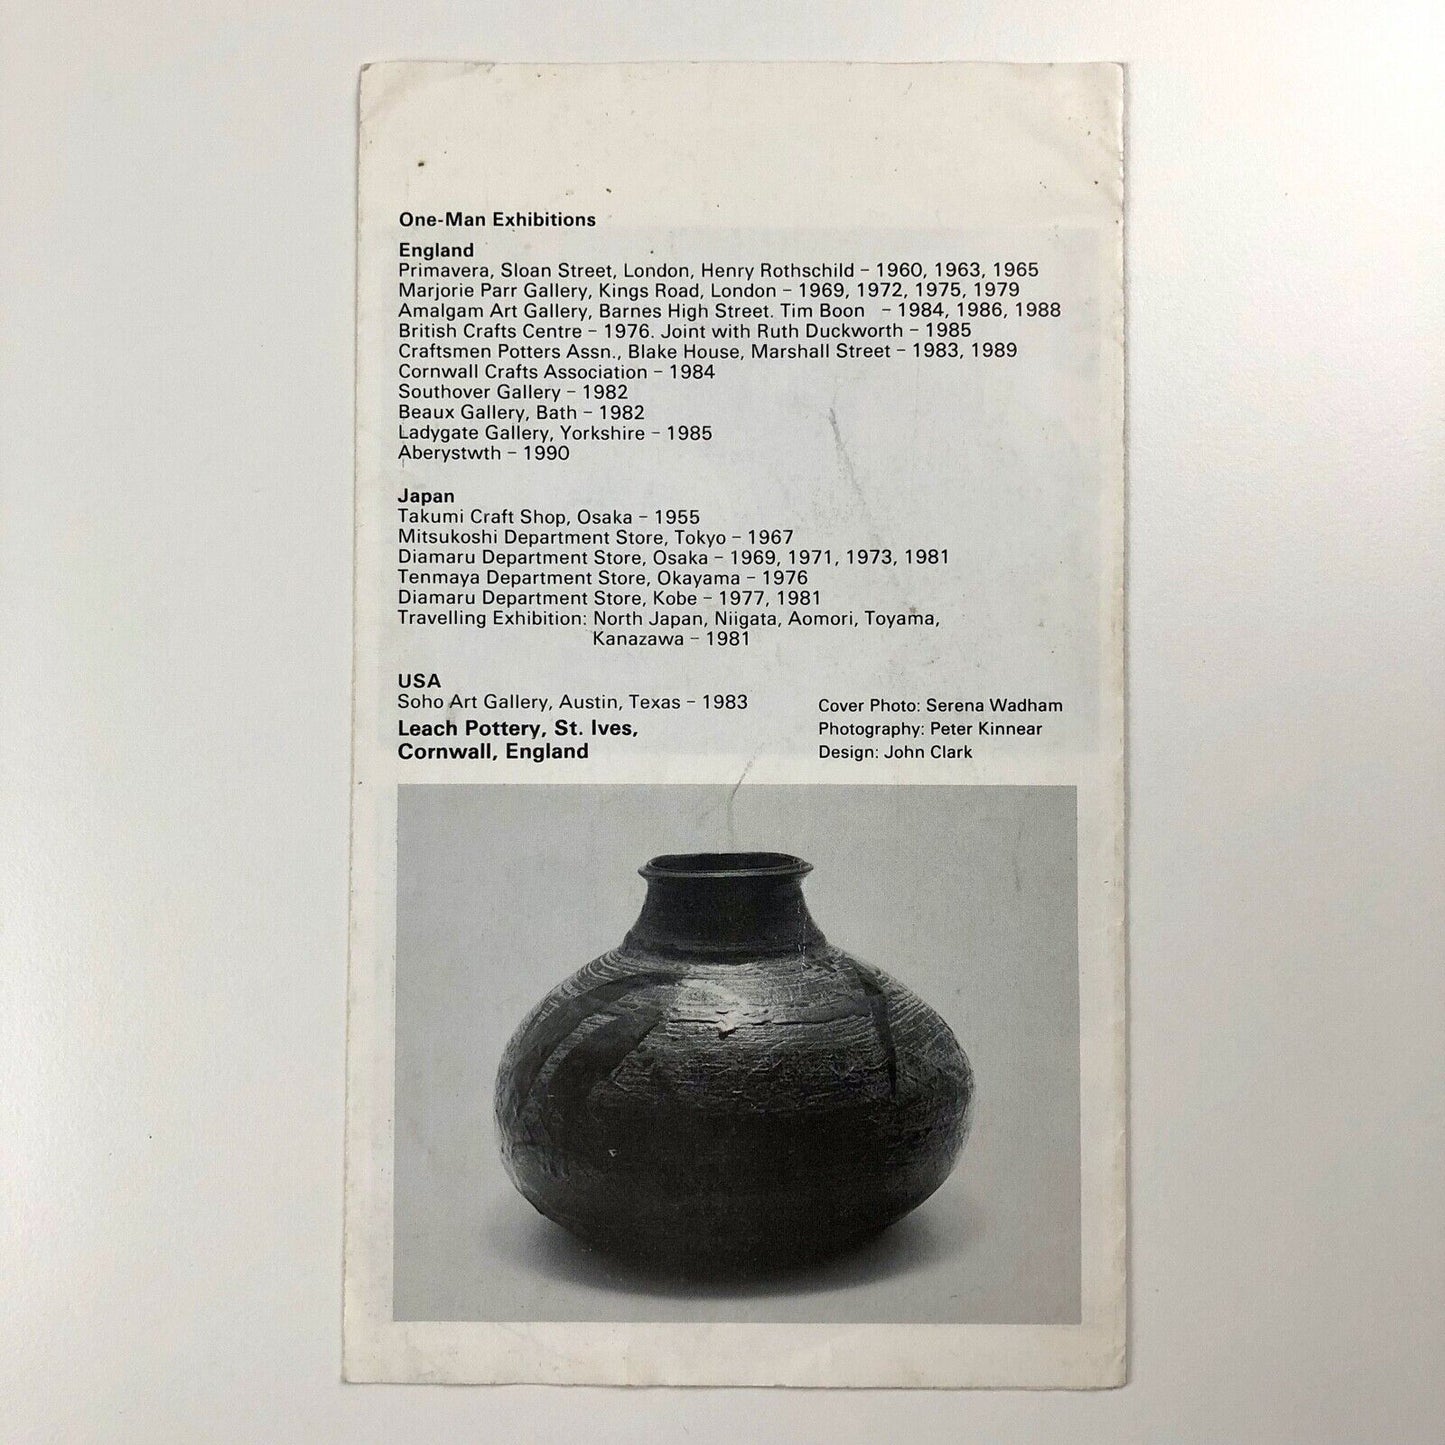 One-Man Exhibitions
England
Primavera, Sloan Street, London, Henry Rothschild – 1960, 1963, 1965
Marjorie Parr Gallery, Kings Road, London – 1969, 1972, 1975, 1979
Amalgam Art Gallery, Barnes High Street. Tim Boon – 1984, 1986, 1988
British Crafts Centre – 1976. Joint with Ruth Duckworth – 1985
Craftsmen Potters Assn., Blake House, Marshall Street – 1983, 1989
Cornwall Crafts Association – 1984
Southover Gallery – 1982
Beaux Gallery, Bath – 1982
Ladygate Gallery, Yorkshire – 1985
Aberystwth – 1990
Japan
Takumi Craft Shop, Osaka – 1955
Mitsukoshi Department Store, Tokyo – 1967
Diamaru Department Store, Osaka – 1969, 1971, 1973, 1981
Tenmaya Department Store, Okayama – 1976
Diamaru Department Store, Kobe – 1977, 1981
Travelling Exhibition: North Japan, Niigata, Aomori, Toyama,
Kanazawa – 1981
USA
Soho Art Gallery, Austin, Texas – 1983
Leach Pottery, St. Ives,
Cornwall, England
Cover Photo: Serena Wadham
Photography: Peter Kinnear
Design: John Clark